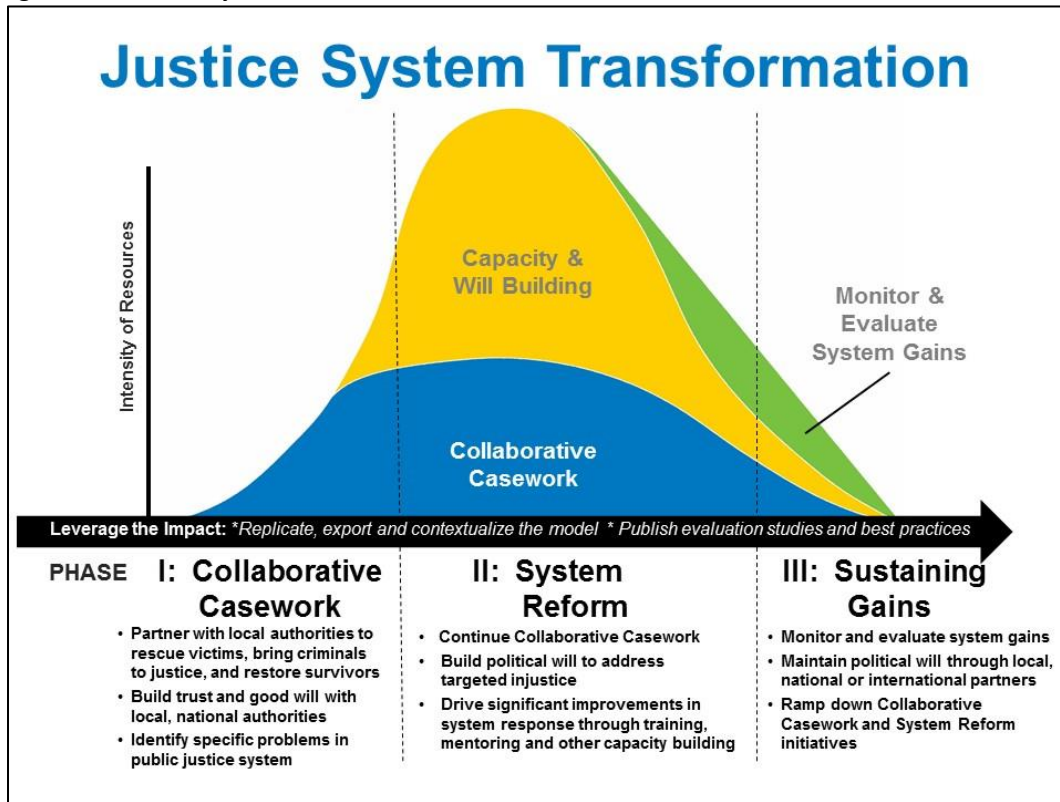 Justice System Transformation
Intensity of Resources
Capacity &
Will Building
Monitor &
Evaluate
System Gains
Collaborative
Casework
Leverage the Impact: *Replicate, export and contextualize the model * Publish evaluation studies and best practices
PHASE
I: Collaborative
Casework
• Partner with local authorities to
rescue victims, bring criminals
to justice, and restore survivors
• Build trust and good will with
local, national authorities
• Identify specific problems in
public justice system
II: System
Reform
• Continue Collaborative Casework
• Build political will to address
targeted injustice
• Drive significant improvements in
system response through training,
mentoring and other capacity building
III: Sustaining
Gains
• Monitor and evaluate system gains
• Maintain political will through local,
national or international partners
• Ramp down Collaborative
Casework and System Reform
initiatives